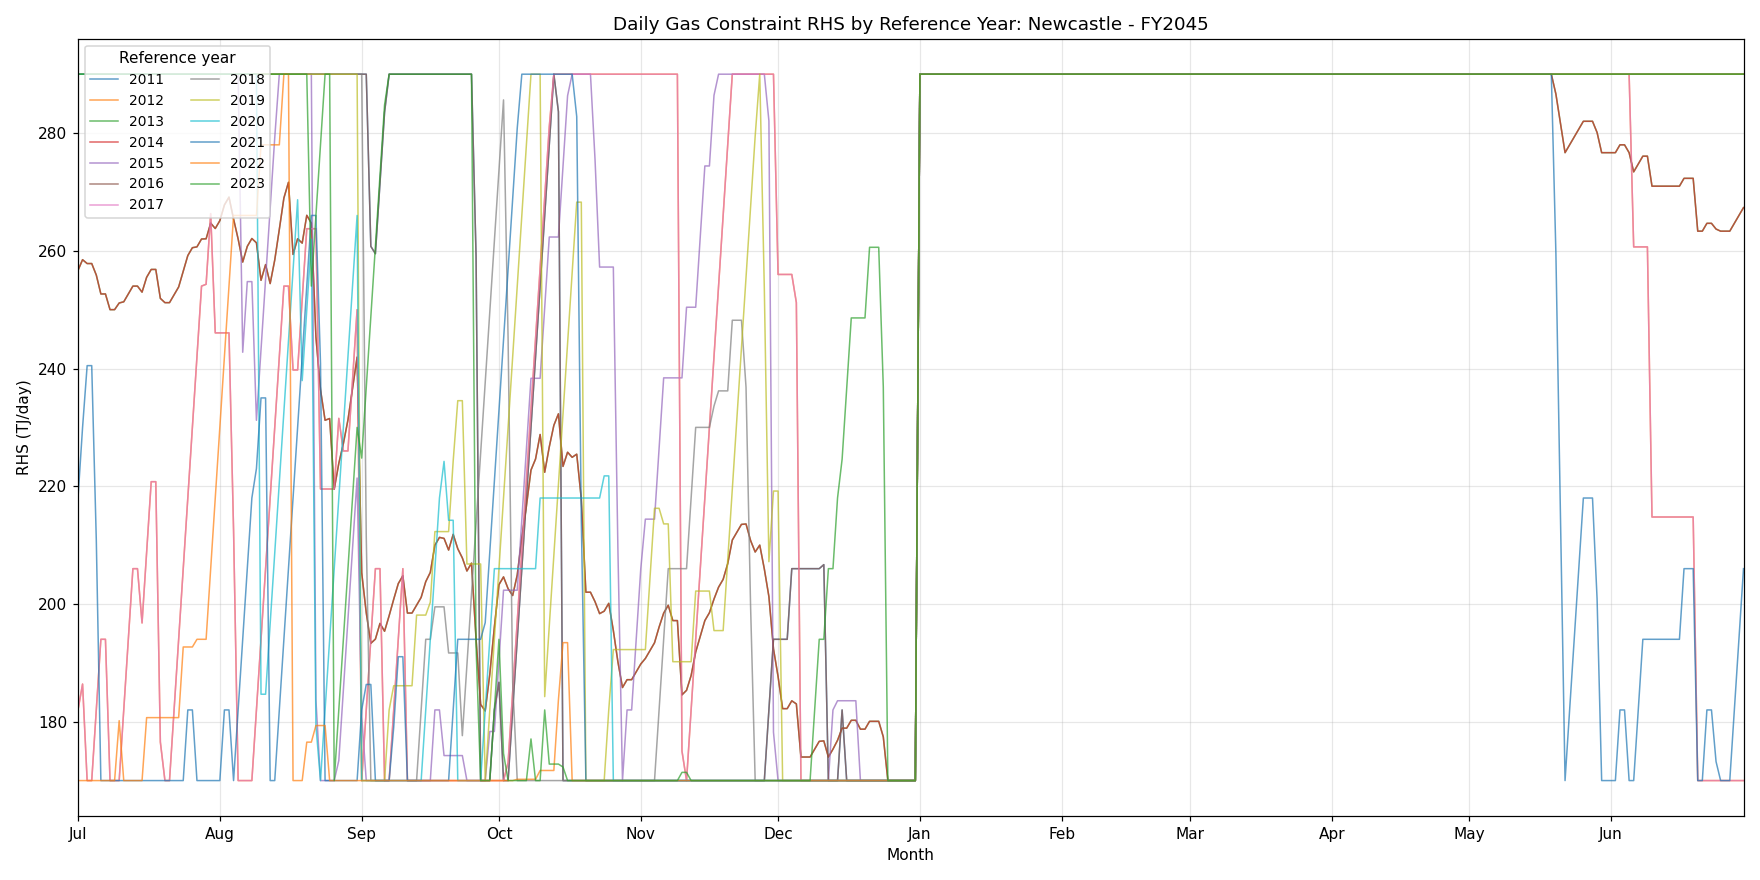 Daily Gas Constraint RHS by Reference Year: Newcastle - FY2045
Reference year
2011
2012
2013
2014
2015
2016
2017
2018
2019
2020
2021
2022
2023
RHS (TJ/day)
280
260
240
220
200
180
Jul
Aug
Sep
Oct
Nov
Dec
Jan
Feb
Mar
Apr
May
Jun
Month